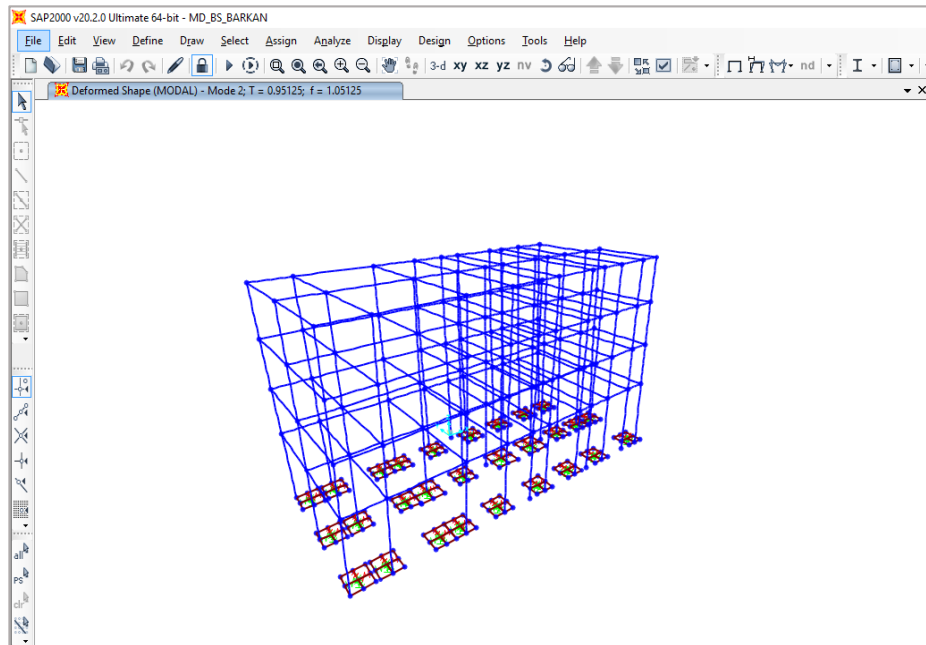 SAP2000 v20.2.0 Ultimate 64-bit - MD_BS_BARKAN
File Edit View Define Draw Select Assign Analyze Display Design Options Tools Help
3-d xy xz yz nv nd
Deformed Shape (MODAL) - Mode 2; T = 0.95125; f = 1.05125
all
PS
clr